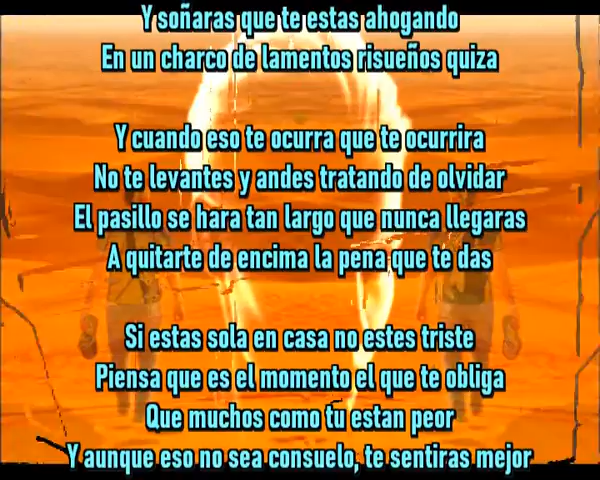 Y soñaras que te estas ahogando
En un charco de lamentos risueños quiza
Y cuando eso te ocurra que te ocurrira
No te levantes y andes tratando de olvidar
El pasillo se hara tan largo que nunca llegaras
A quitarte de encima la pena que te das
Si estas sola en casa no estes triste
Piensa que es el momento el que te obliga
Que muchos como tu estan peor
Y aunque eso no sea consuelo, te sentiras mejor